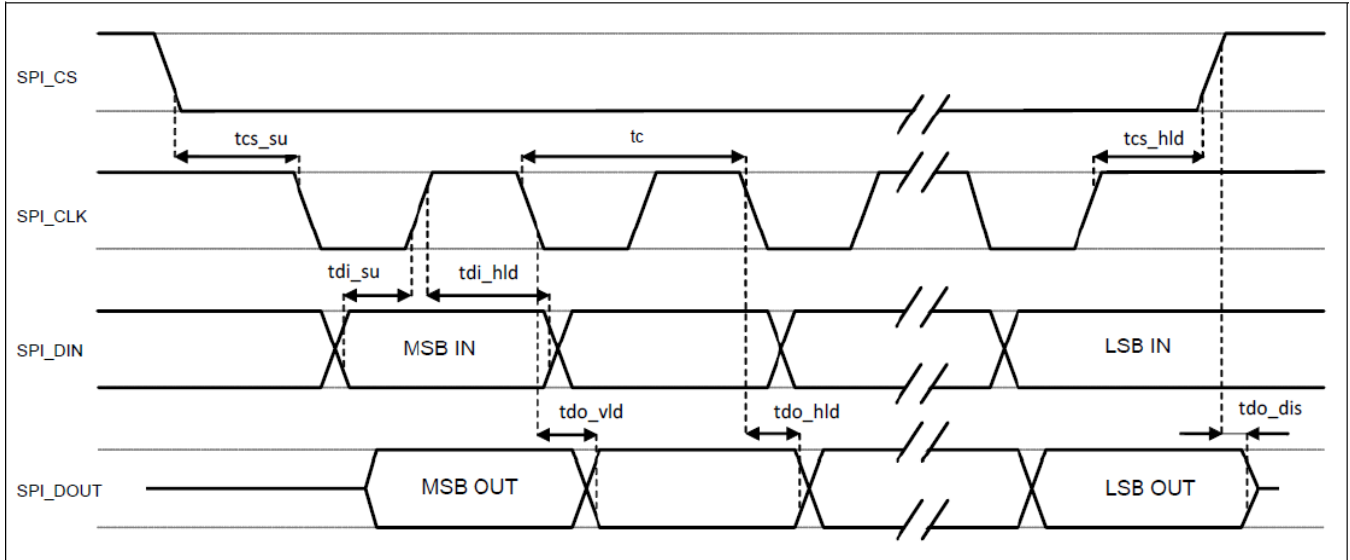 SPI_CS
tcs_su
tc
tcs_hld
SPI_CLK
tdi_su
tdi_hld
SPI_DIN
MSB IN
LSB IN
tdo_vld
tdo_hld
tdo_dis
SPI_DOUT
MSB OUT
LSB OUT